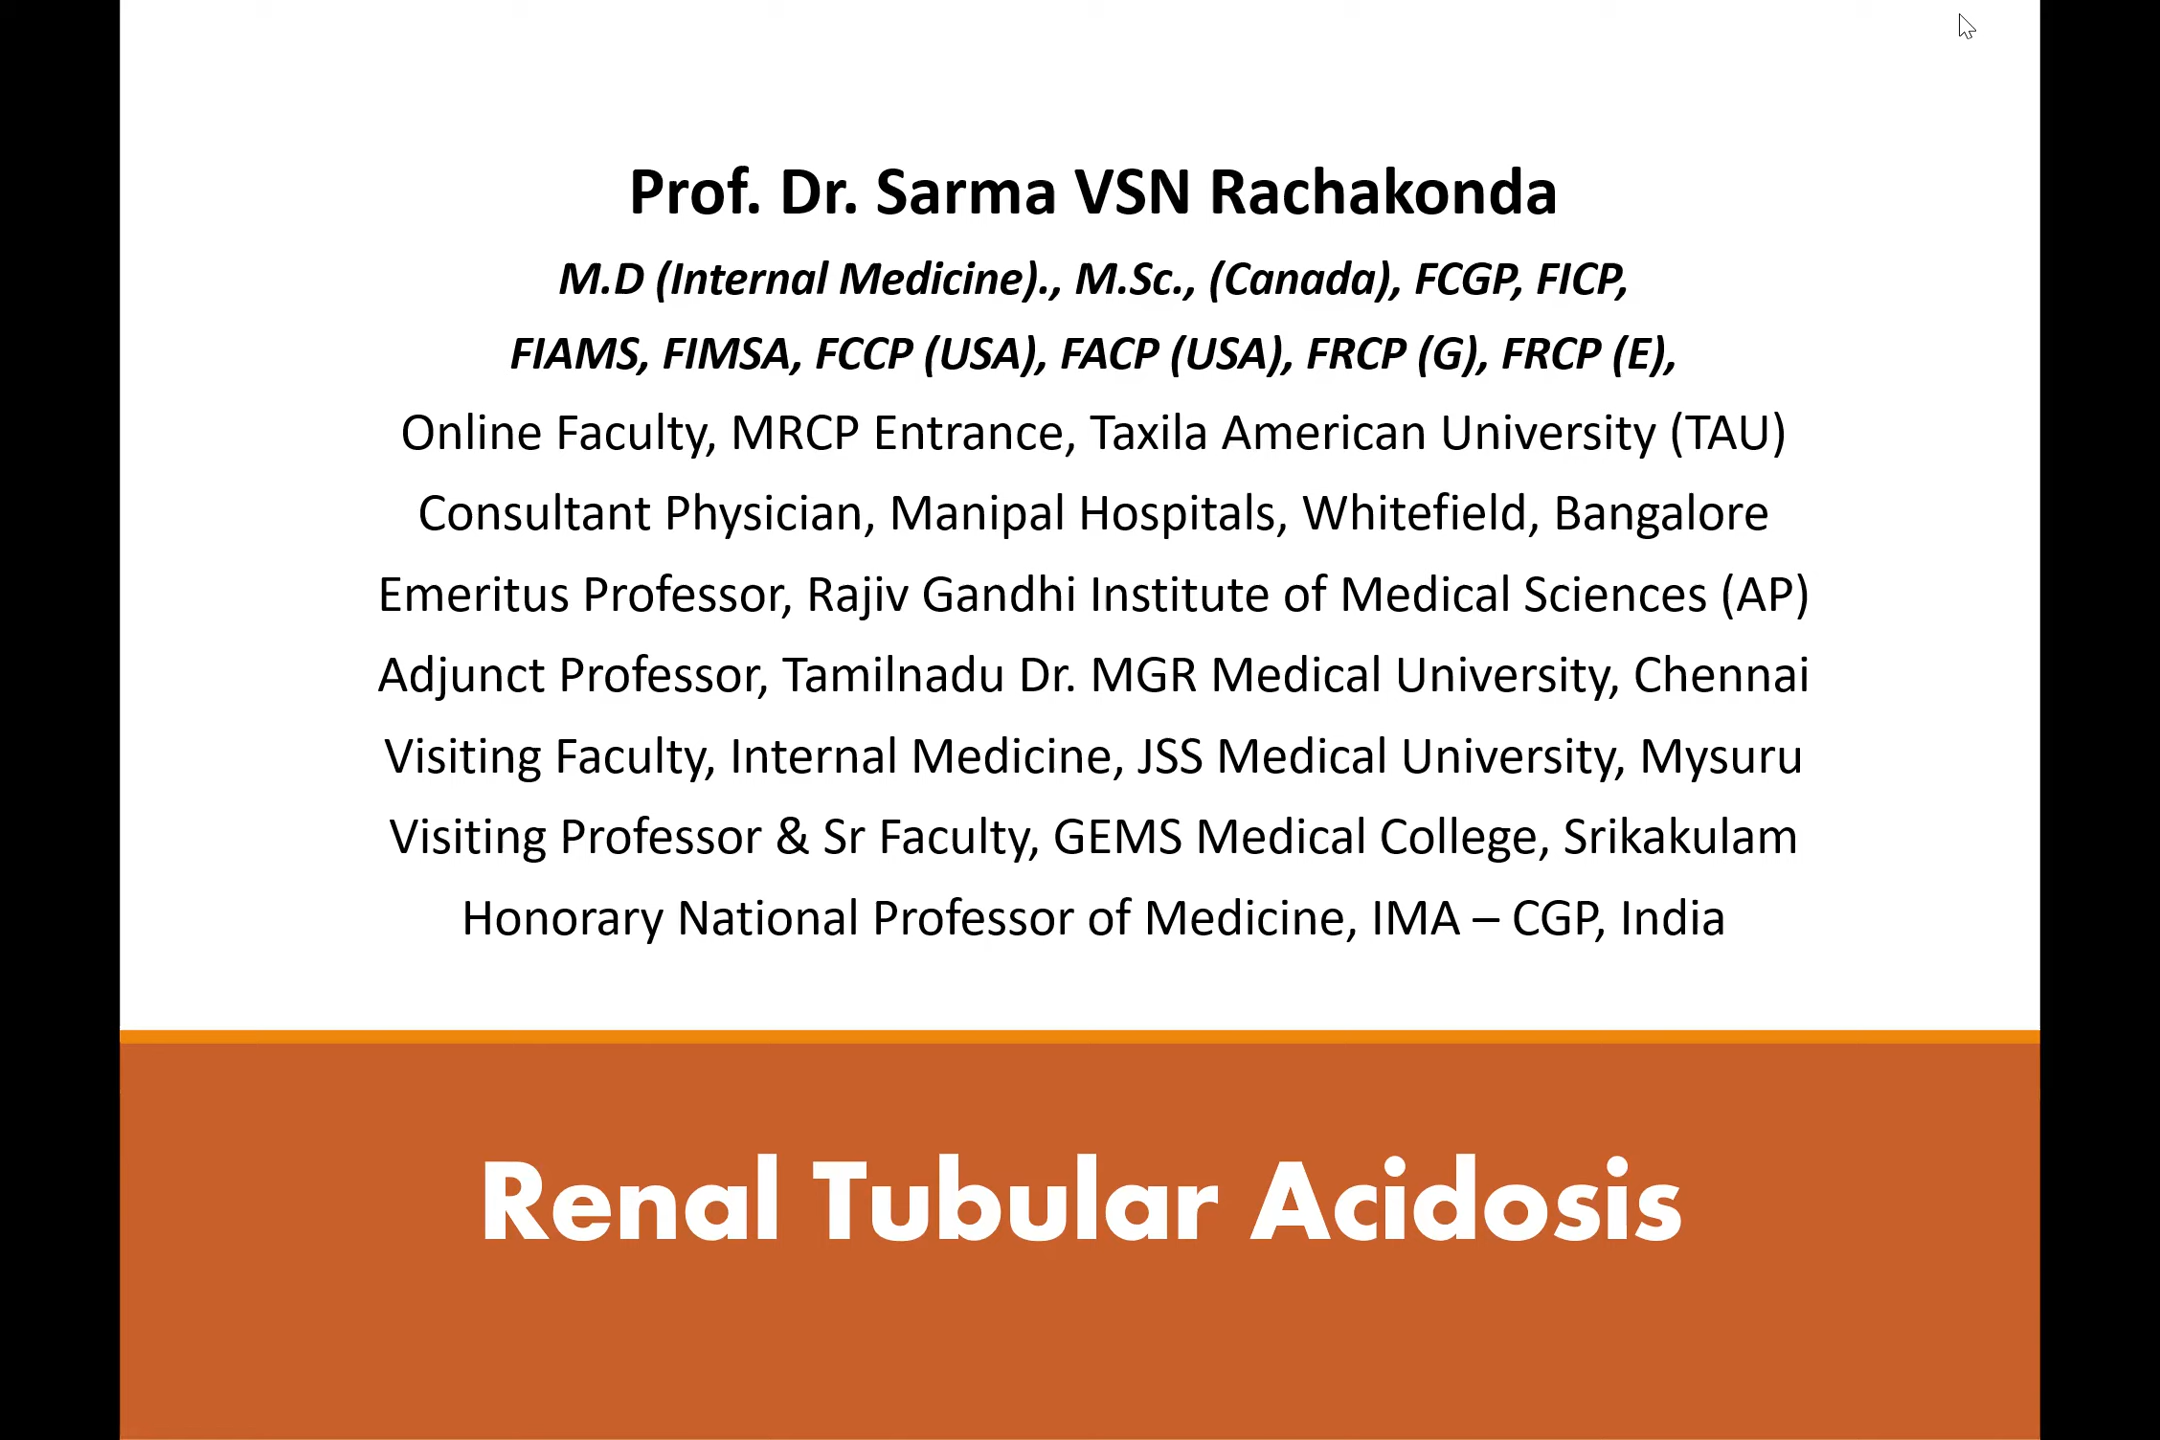 Prof. Dr. Sarma VSN Rachakonda
M.D (Internal Medicine)., M.Sc., (Canada), FCGP, FICP,
FIAMS, FIMSA, FCCP (USA), FACP (USA), FRCP (G), FRCP (E),
Online Faculty, MRCP Entrance, Taxila American University (TAU)
Consultant Physician, Manipal Hospitals, Whitefield, Bangalore
Emeritus Professor, Rajiv Gandhi Institute of Medical Sciences (AP)
Adjunct Professor, Tamilnadu Dr. MGR Medical University, Chennai
Visiting Faculty, Internal Medicine, JSS Medical University, Mysuru
Visiting Professor & Sr Faculty, GEMS Medical College, Srikakulam
Honorary National Professor of Medicine, IMA – CGP, India
Renal Tubular Acidosis